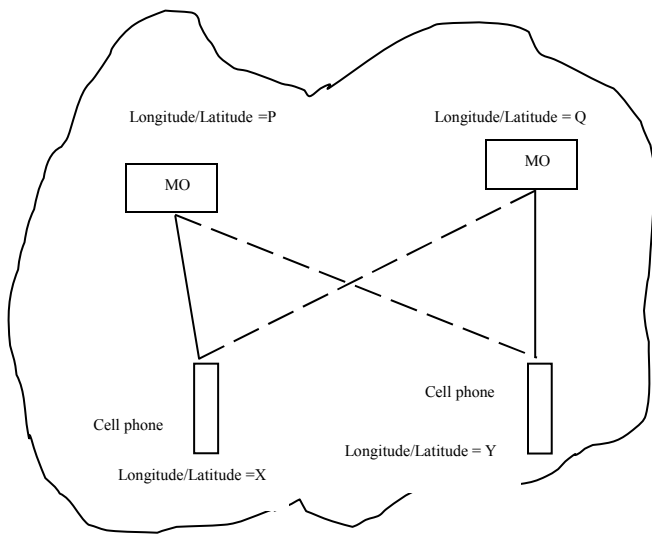 Longitude/Latitude =P
Longitude/Latitude = Q
MO
MO
Cell phone
Cell phone
Longitude/Latitude =X
Longitude/Latitude = Y